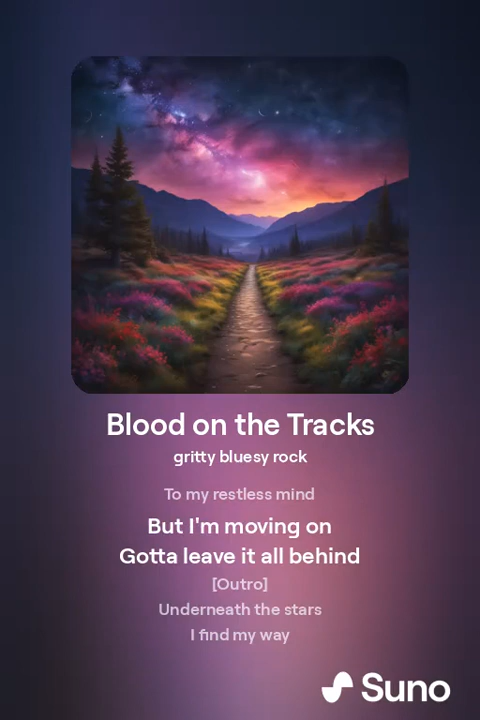 Blood on the Tracks
gritty bluesy rock
To my restless mind
But I'm moving on
Gotta leave it all behind
[Outro]
Underneath the stars
I find my way
Suno